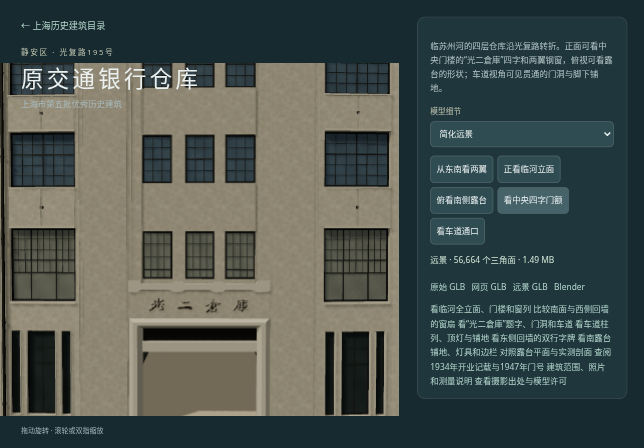 ← 上海历史建筑目录
静安区 · 光复路195号
原交通银行仓库
上海市第五批优秀历史建筑
光二倉庫
拖动旋转 · 滚轮或双指缩放
临苏州河的四层仓库沿光复路转折。正面可看中
央门楼的"光二倉庫"四字和两翼钢窗，俯视可看露
台的形状；车道视角可见贯通的门洞与脚下铺
地。
模型细节
简化远景
从东南看两翼
正看临河立面
俯看南侧露台
看中央四字门额
看车道通口
远景 · 56,664 个三角面 · 1.49 MB
原始 GLB 网页 GLB 远景 GLB Blender
看临河全立面、门楼和窗列 比较南面与西侧回墙
的窗扇 看"光二倉庫"题字、门洞和车道 看车道柱
列、顶灯与铺地 看东侧回墙的双行字牌 看南露台
铺地、灯具和边栏 对照露台平面与实测剖面 查阅
1934年开业记载与1947年门号 建筑范围、照片
和测量说明 查看摄影出处与模型许可